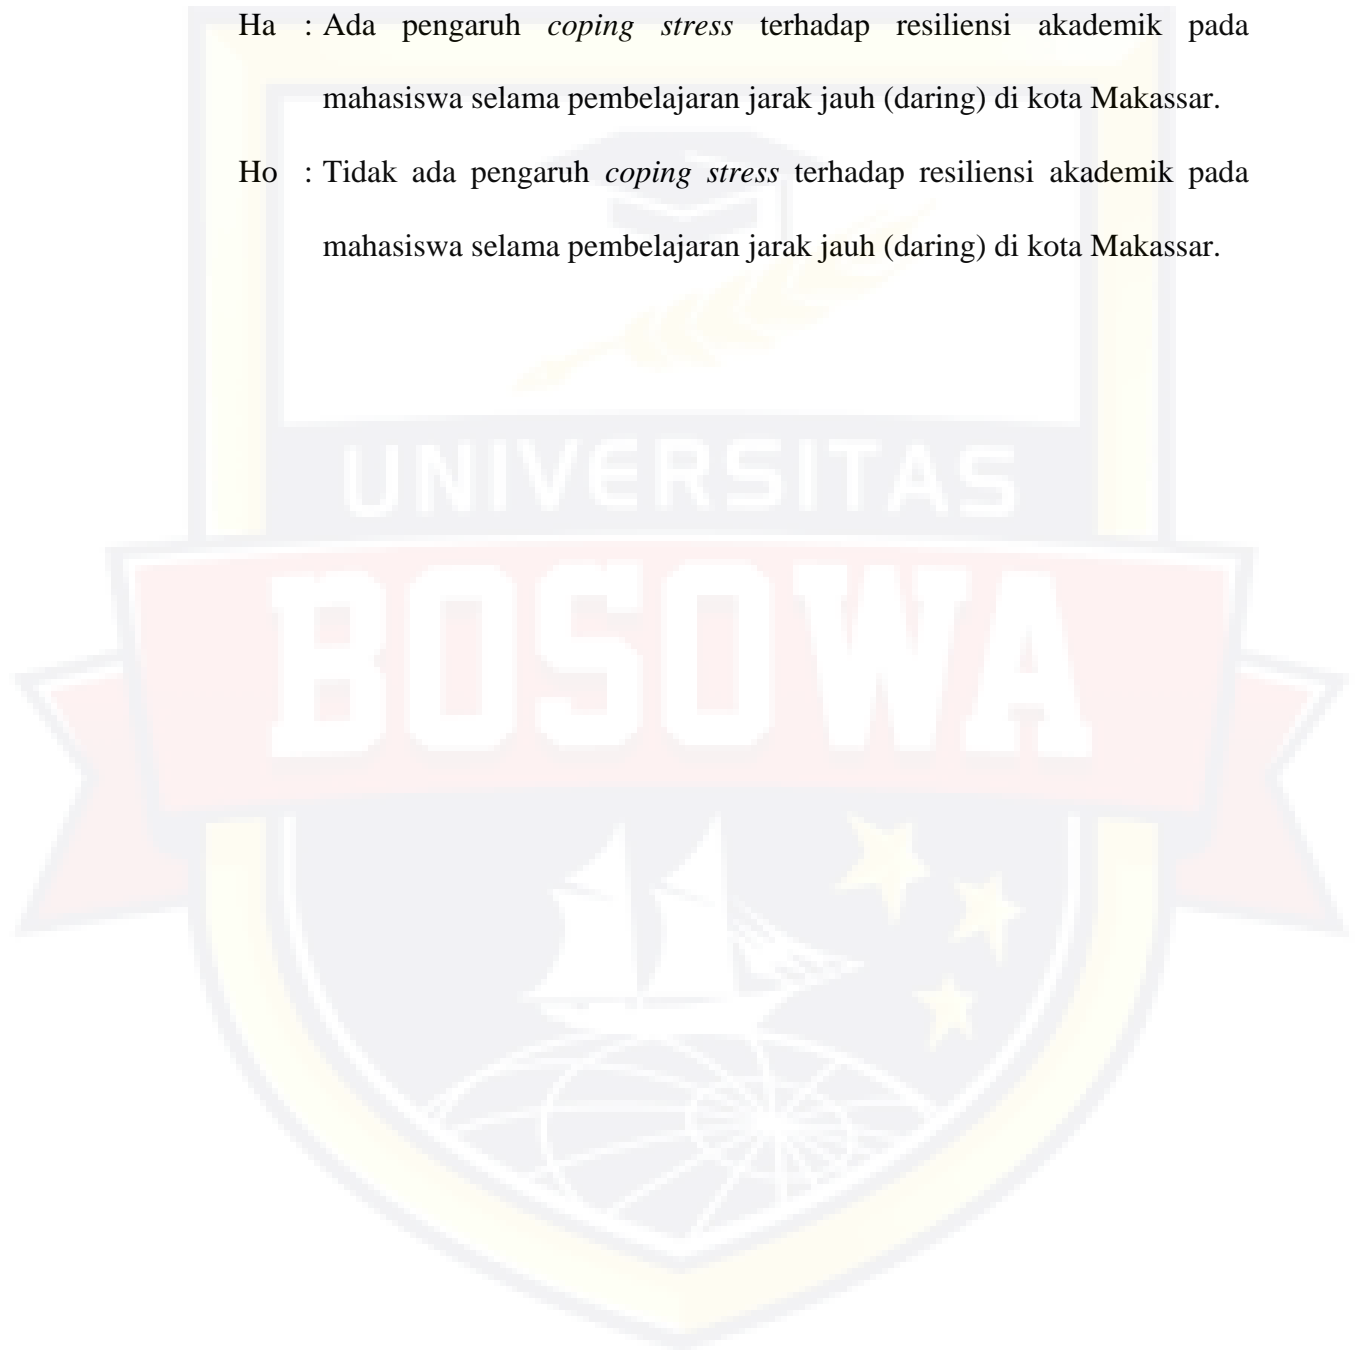 Ha : Ada pengaruh coping stress terhadap resiliensi akademik pada
mahasiswa selama pembelajaran jarak jauh (daring) di kota Makassar.
Ho : Tidak ada pengaruh coping stress terhadap resiliensi akademik pada
mahasiswa selama pembelajaran jarak jauh (daring) di kota Makassar.
UNIVERSITAS
BOSOWA